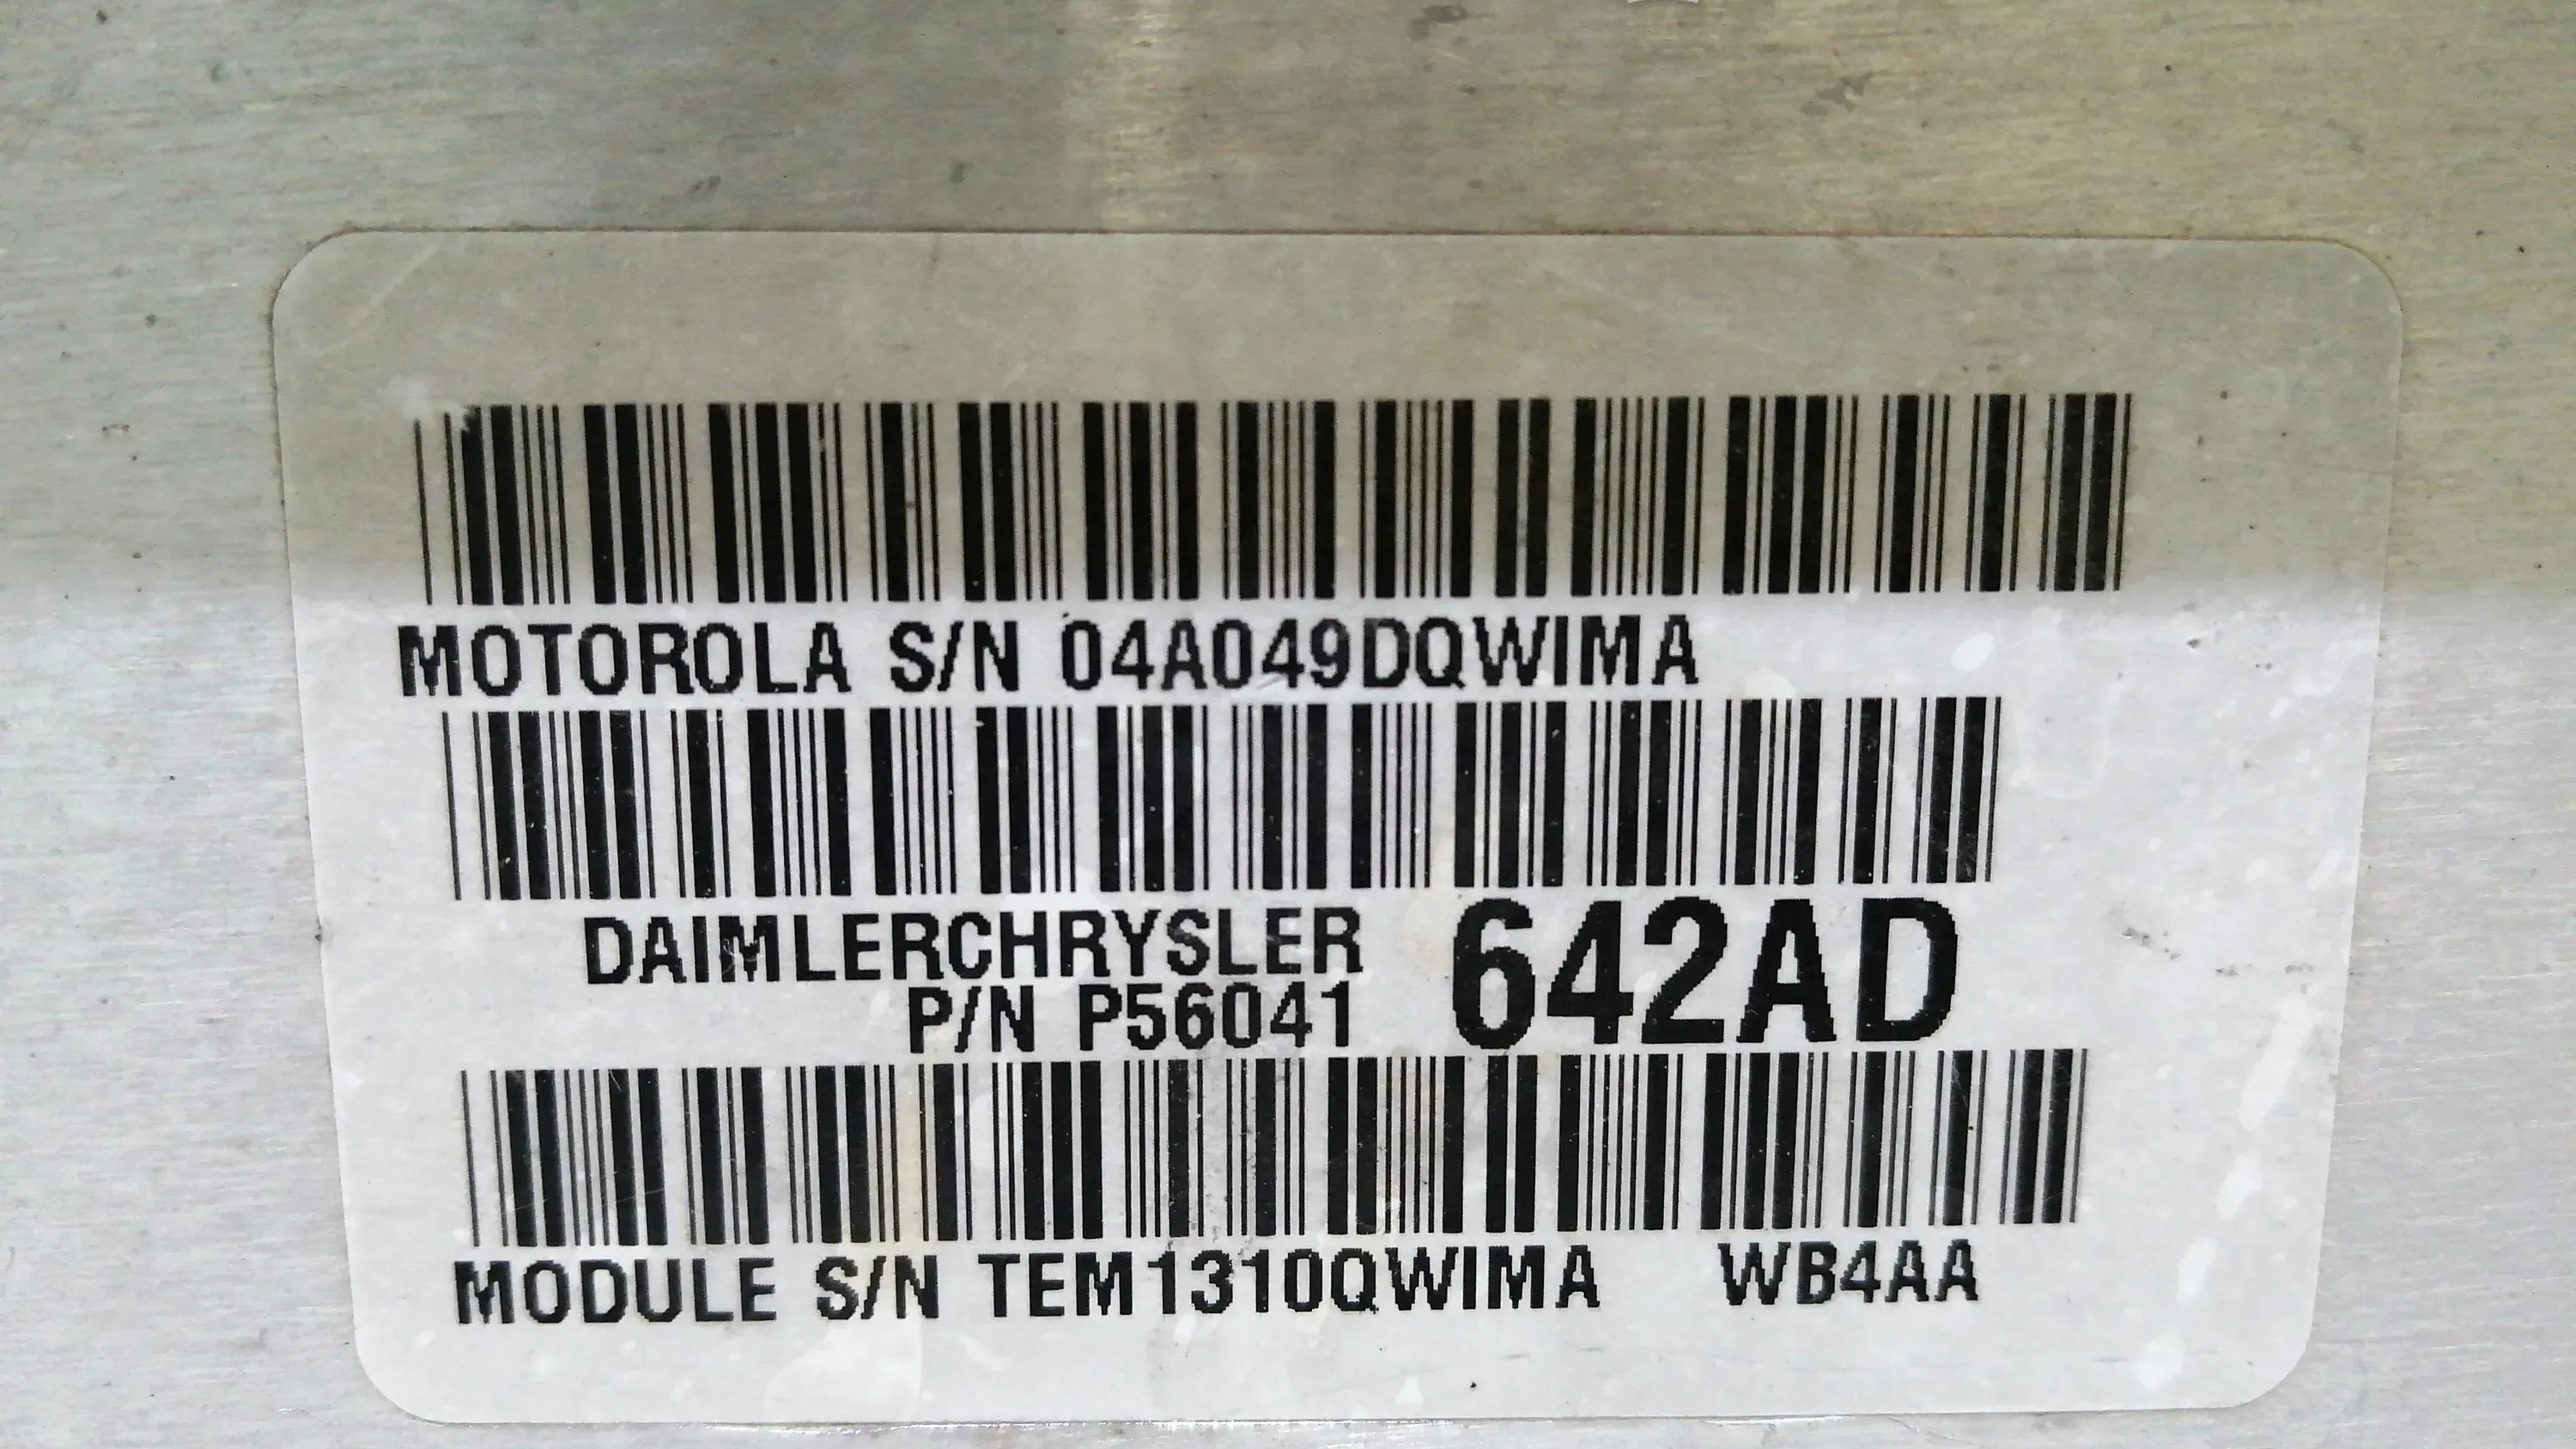 MOTOROLA S/N 04A049DQWIMA
DAIMLERCHRYSLER 642AD
P/N P56041
MODULE S/N TEM1310QWIMA WB4AA